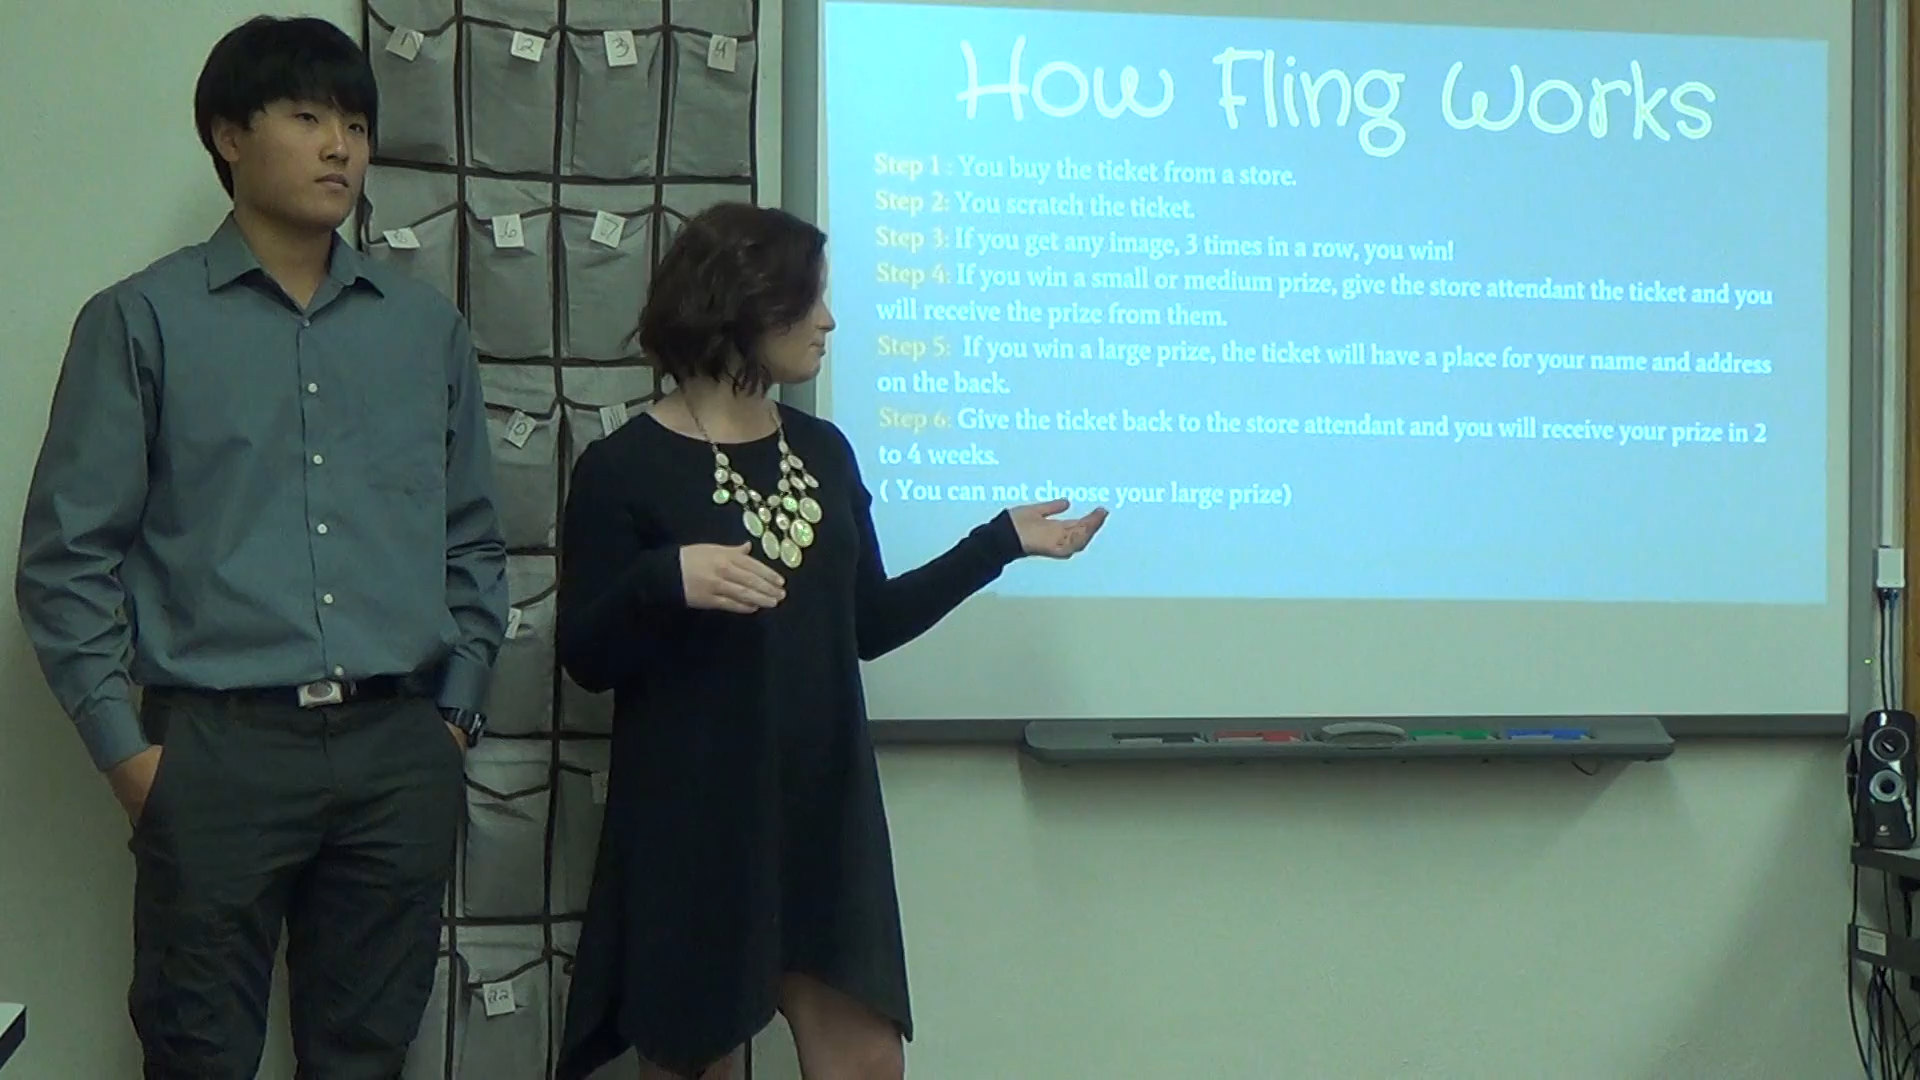 1 2 3 4
How Fling Works
Step 1 : You buy the ticket from a store.
Step 2: You scratch the ticket.
6 7
Step 3: If you get any image, 3 times in a row, you win!
Step 4: If you win a small or medium prize, give the store attendant the ticket and you
will receive the prize from them.
Step 5: If you win a large prize, the ticket will have a place for your name and address
on the back.
10
Step 6: Give the ticket back to the store attendant and you will receive your prize in 2
to 4 weeks.
( You can not choose your large prize)
22